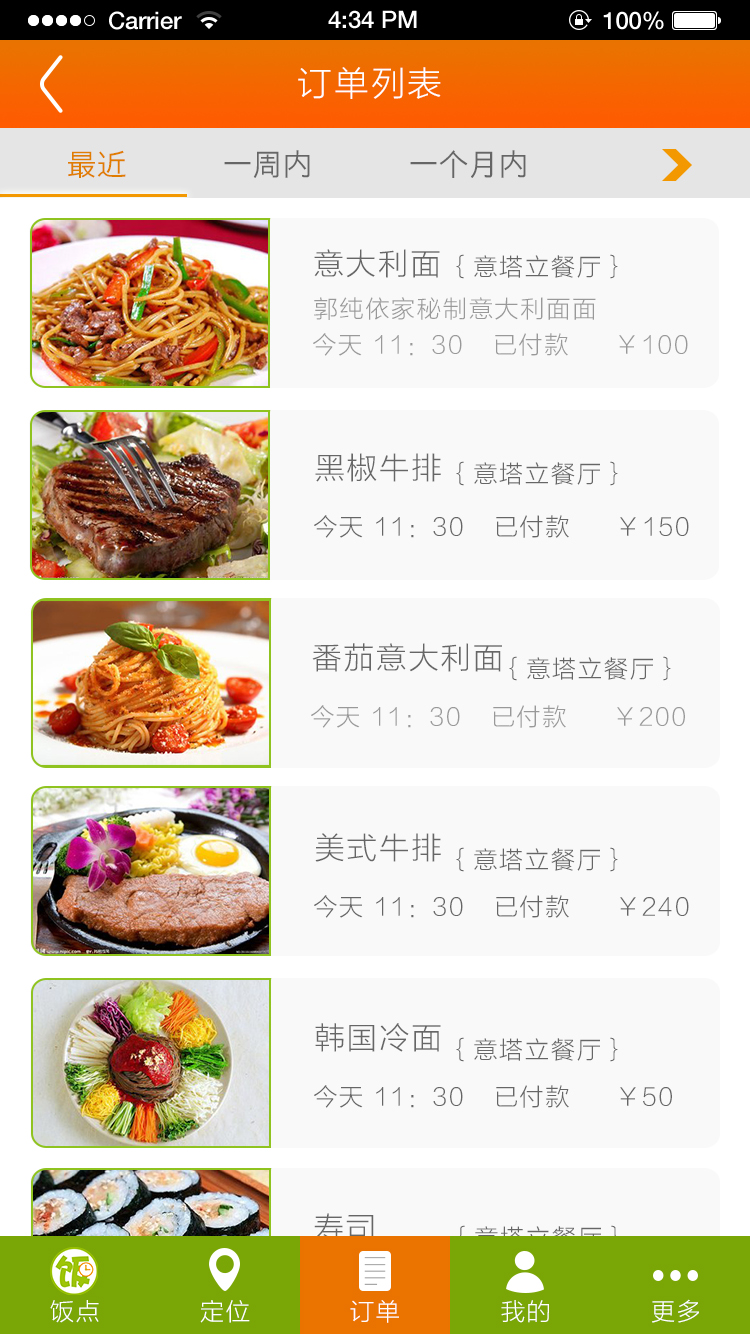 Carrier 4:34 PM 100%
订单列表
最近 一周内 一个月内
意大利面 { 意塔立餐厅 }
郭纯依家秘制意大利面面
今天 11：30 已付款 ￥100
黑椒牛排 { 意塔立餐厅 }
今天 11：30 已付款 ￥150
番茄意大利面 { 意塔立餐厅 }
今天 11：30 已付款 ￥200
美式牛排 { 意塔立餐厅 }
今天 11：30 已付款 ￥240
韩国冷面 { 意塔立餐厅 }
今天 11：30 已付款 ￥50
寿司 { 意塔立餐厅 }
饭
饭点 定位 订单 我的 更多